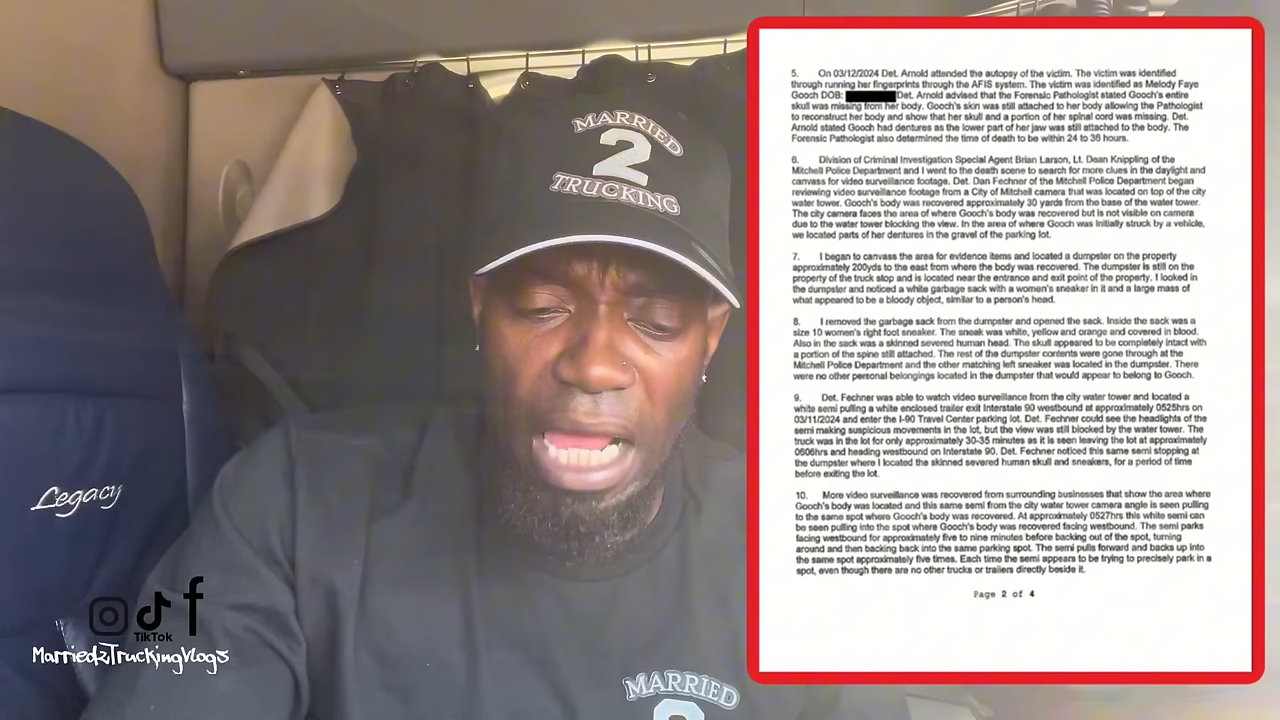 MARRIED
2
TRUCKING
Legacy
TikTok
Married2TruckingVlogs
MARRIED
5. On 03/12/2024 Det. Arnold attended the autopsy of the victim. The victim was identified
through running her fingerprints through the AFIS system. The victim was identified as Melody Faye
Gooch DOB: Det. Arnold advised that the Forensic Pathologist stated Gooch's entire
skull was missing from her body. Gooch's skin was still attached to her body allowing the Pathologist
to reconstruct her body and show that her skull and a portion of her spinal cord was missing. Det.
Arnold stated Gooch had dentures as the lower part of her jaw was still attached to the body. The
Forensic Pathologist also determined the time of death to be within 24 to 36 hours.
6. Division of Criminal Investigation Special Agent Brian Larson, Lt. Dean Knippling of the
Mitchell Police Department and I went to the death scene to search for more clues in the daylight and
canvass for video surveillance footage. Det. Dan Fechner of the Mitchell Police Department began
reviewing video surveillance footage from a City of Mitchell camera that was located on top of the city
water tower. Gooch's body was recovered approximately 30 yards from the base of the water tower.
The city camera faces the area of where Gooch's body was recovered but is not visible on camera
due to the water tower blocking the view. In the area of where Gooch was initially struck by a vehicle,
we located parts of her dentures in the gravel of the parking lot.
7. I began to canvass the area for evidence items and located a dumpster on the property
approximately 200yds to the east from where the body was recovered. The dumpster is still on the
property of the truck stop and is located near the entrance and exit point of the property. I looked in
the dumpster and noticed a white garbage sack with a women's sneaker in it and a large mass of
what appeared to be a bloody object, similar to a person's head.
8. I removed the garbage sack from the dumpster and opened the sack. Inside the sack was a
size 10 women's right foot sneaker. The sneak was white, yellow and orange and covered in blood.
Also in the sack was a skinned severed human head. The skull appeared to be completely intact with
a portion of the spine still attached. The rest of the dumpster contents were gone through at the
Mitchell Police Department and the other matching left sneaker was located in the dumpster. There
were no other personal belongings located in the dumpster that would appear to belong to Gooch.
9. Det. Fechner was able to watch video surveillance from the city water tower and located a
white semi pulling a white enclosed trailer exit Interstate 90 westbound at approximately 0525hrs on
03/11/2024 and enter the I-90 Travel Center parking lot. Det. Fechner could see the headlights of the
semi making suspicious movements in the lot, but the view was still blocked by the water tower. The
truck was in the lot for only approximately 30-35 minutes as it is seen leaving the lot at approximately
0606hrs and heading westbound on Interstate 90. Det. Fechner noticed this same semi stopping at
the dumpster where I located the skinned severed human skull and sneakers, for a period of time
before exiting the lot.
10. More video surveillance was recovered from surrounding businesses that show the area where
Gooch's body was located and this same semi from the city water tower camera angle is seen pulling
to the same spot where Gooch's body was recovered. At approximately 0527hrs this white semi can
be seen pulling into the spot where Gooch's body was recovered facing westbound. The semi parks
facing westbound for approximately five to nine minutes before backing out of the spot, turning
around and then backing back into the same parking spot. The semi pulls forward and backs up into
the same spot approximately five times. Each time the semi appears to be trying to precisely park in a
spot, even though there are no other trucks or trailers directly beside it.
Page 2 of 4